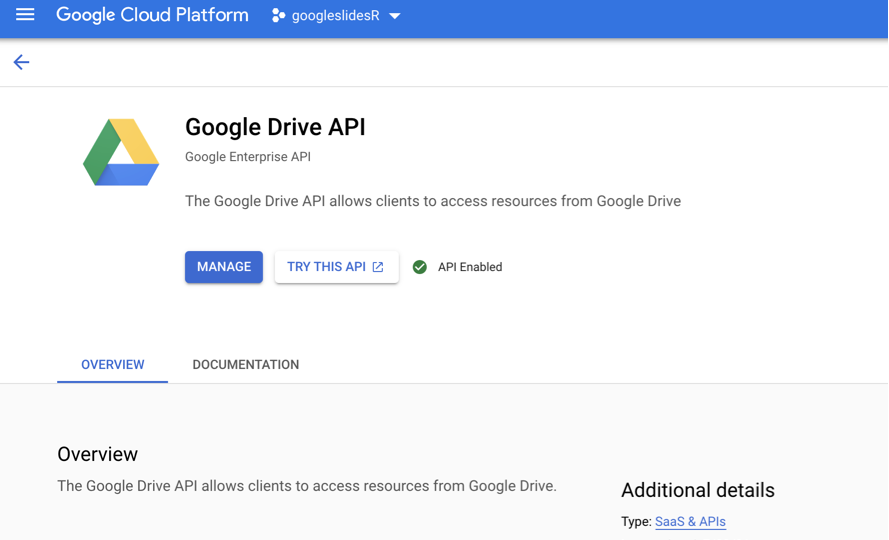 Google Cloud Platform googleslidesR
Google Drive API
Google Enterprise API
The Google Drive API allows clients to access resources from Google Drive
MANAGE TRY THIS API API Enabled
OVERVIEW DOCUMENTATION
Overview
The Google Drive API allows clients to access resources from Google Drive.
Additional details
Type: SaaS & APIs